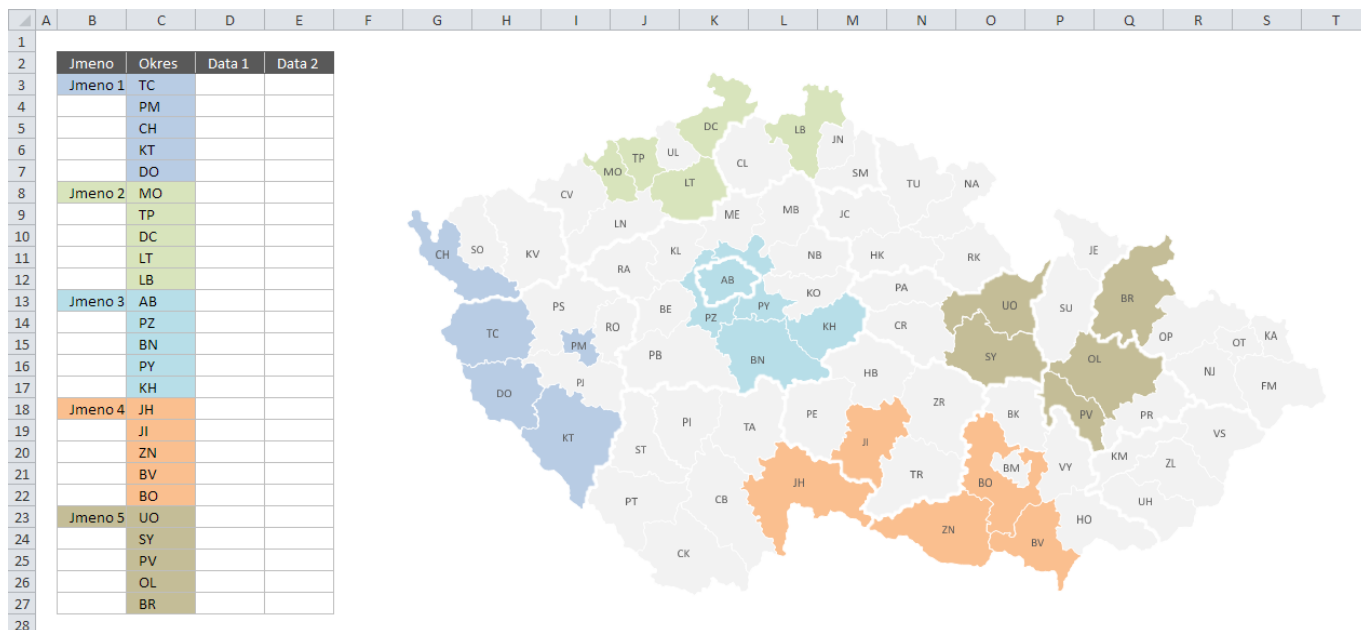 A B C D E F G H I J K L M N O P Q R S T
1
2 Jmeno Okres Data 1 Data 2
3 Jmeno 1 TC
4 PM
5 CH
6 KT
7 DO
8 Jmeno 2 MO
9 TP
10 DC
11 LT
12 LB
13 Jmeno 3 AB
14 PZ
15 BN
16 PY
17 KH
18 Jmeno 4 JH
19 JI
20 ZN
21 BV
22 BO
23 Jmeno 5 UO
24 SY
25 PV
26 OL
27 BR
28
DC LB JN
UL TP CL
MO LT SM
CV TU NA
LN ME MB JC
CH SO KV KL NB HK RK JE
RA AB
PS BE KO PA UO SU BR
TC RO PZ PY KH CR
PM PB BN SY OL OP OT KA
PJ HB NJ FM
DO PI TA PE ZR BK PV PR
KT ST JI VS
BM VY KM ZL
PT CB JH TR BO UH
CK ZN BV HO